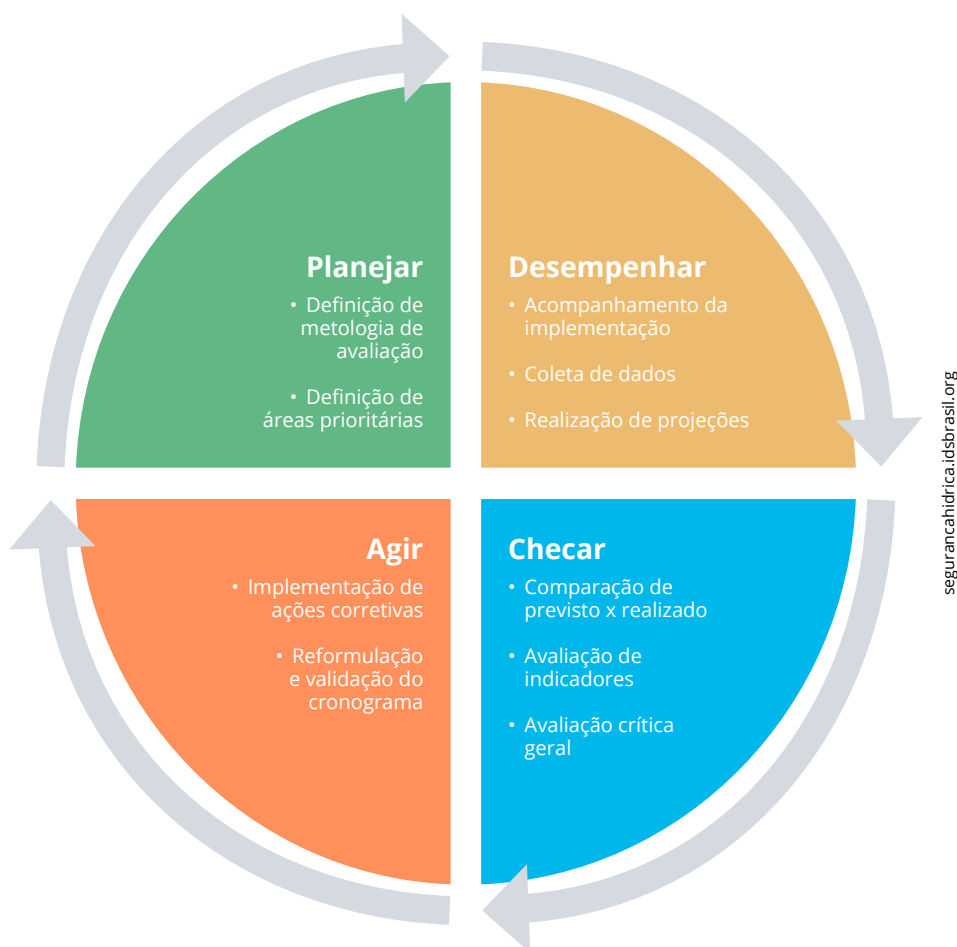 Planejar
• Definição de
metologia de
avaliação
• Definição de
áreas prioritárias
Desempenhar
• Acompanhamento da
implementação
• Coleta de dados
• Realização de projeções
Agir
• Implementação de
ações corretivas
• Reformulação
e validação do
cronograma
Checar
• Comparação de
previsto x realizado
• Avaliação de
indicadores
• Avaliação crítica
geral
segurancahidrica.idsbrasil.org